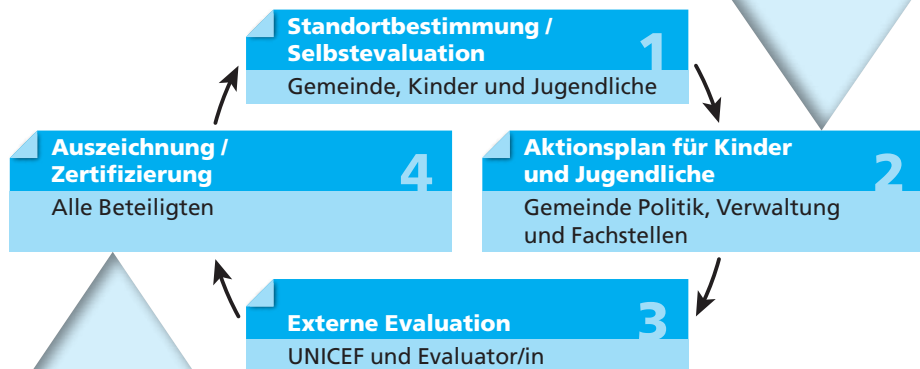 Standortbestimmung /
Selbstevaluation
1
Gemeinde, Kinder und Jugendliche
Aktionsplan für Kinder
und Jugendliche
2
Gemeinde Politik, Verwaltung
und Fachstellen
Externe Evaluation
3
UNICEF und Evaluator/in
Auszeichnung /
Zertifizierung
4
Alle Beteiligten